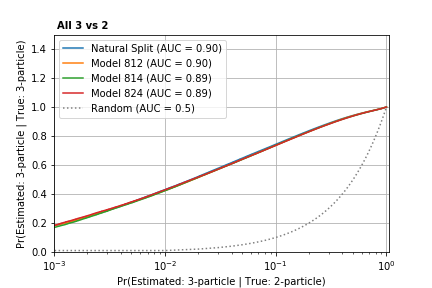 All 3 vs 2
Natural Split (AUC = 0.90)
Model 812 (AUC = 0.90)
Model 814 (AUC = 0.89)
Model 824 (AUC = 0.89)
Random (AUC = 0.5)
Pr(Estimated: 3-particle | True: 3-particle)
1.4
1.2
1.0
0.8
0.6
0.4
0.2
0.0
10⁻³
10⁻²
10⁻¹
10⁰
Pr(Estimated: 3-particle | True: 2-particle)